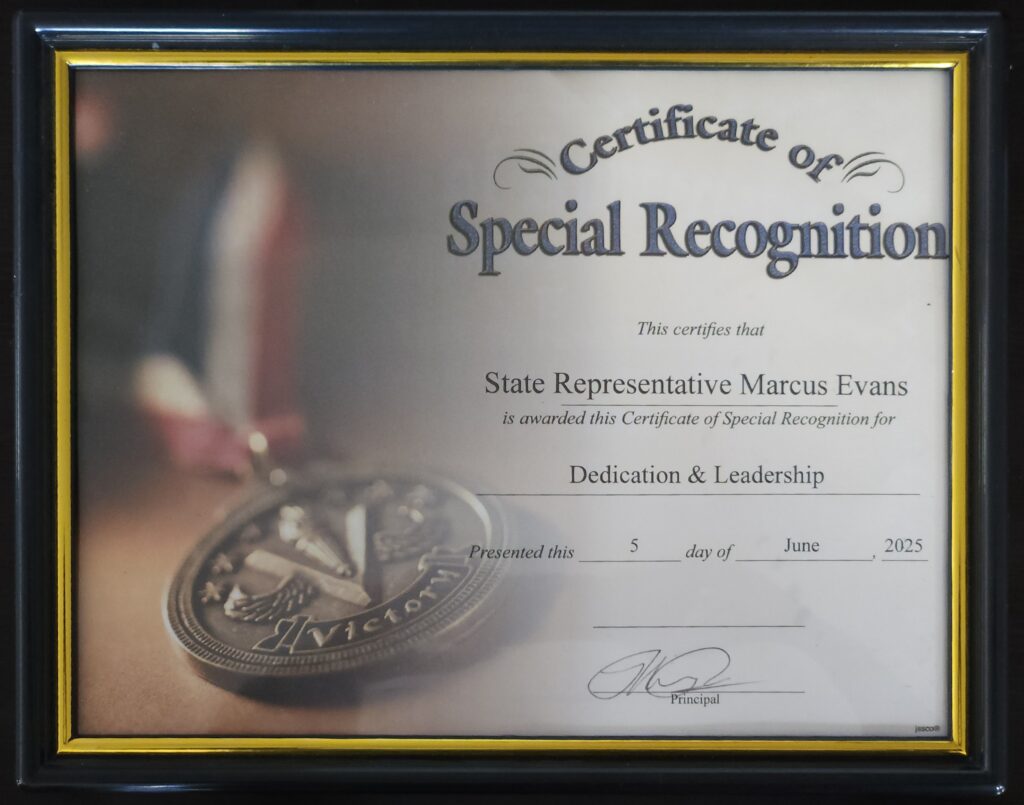 Certificate of
Special Recognition
This certifies that
State Representative Marcus Evans
is awarded this Certificate of Special Recognition for
Dedication & Leadership
Presented this 5 day of June, 2025
Victory
Principal
jssco®